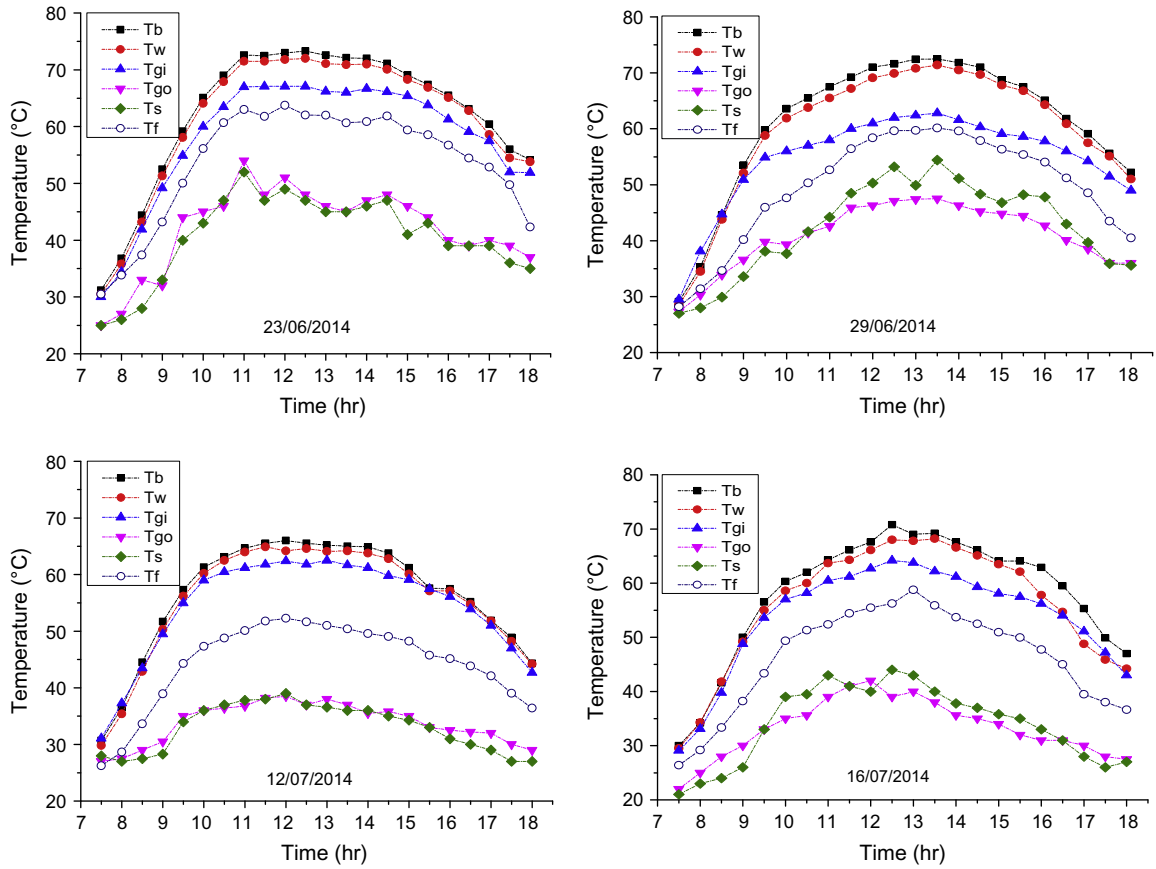 80
70
60
50
40
30
20
Temperature (°C)
Tb
Tw
Tgi
Tgo
Ts
Tf
23/06/2014
7 8 9 10 11 12 13 14 15 16 17 18
Time (hr)
80
70
60
50
40
30
20
Temperature (°C)
Tb
Tw
Tgi
Tgo
Ts
Tf
29/06/2014
7 8 9 10 11 12 13 14 15 16 17 18
Time (hr)
80
70
60
50
40
30
20
Temperature (°C)
Tb
Tw
Tgi
Tgo
Ts
Tf
12/07/2014
7 8 9 10 11 12 13 14 15 16 17 18
Time (hr)
80
70
60
50
40
30
20
Temperature (°C)
Tb
Tw
Tgi
Tgo
Ts
Tf
16/07/2014
7 8 9 10 11 12 13 14 15 16 17 18
Time (hr)